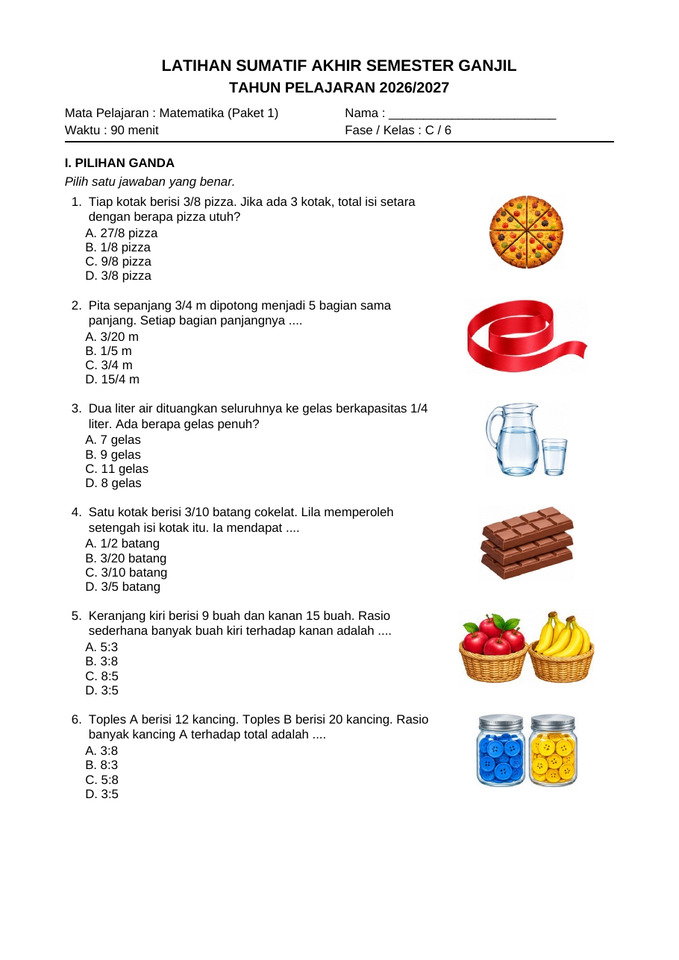 LATIHAN SUMATIF AKHIR SEMESTER GANJIL
TAHUN PELAJARAN 2026/2027
Mata Pelajaran : Matematika (Paket 1)
Nama : _________________________
Waktu : 90 menit
Fase / Kelas : C / 6
I. PILIHAN GANDA
Pilih satu jawaban yang benar.
1. Tiap kotak berisi 3/8 pizza. Jika ada 3 kotak, total isi setara
dengan berapa pizza utuh?
A. 27/8 pizza
B. 1/8 pizza
C. 9/8 pizza
D. 3/8 pizza
2. Pita sepanjang 3/4 m dipotong menjadi 5 bagian sama
panjang. Setiap bagian panjangnya ....
A. 3/20 m
B. 1/5 m
C. 3/4 m
D. 15/4 m
3. Dua liter air dituangkan seluruhnya ke gelas berkapasitas 1/4
liter. Ada berapa gelas penuh?
A. 7 gelas
B. 9 gelas
C. 11 gelas
D. 8 gelas
4. Satu kotak berisi 3/10 batang cokelat. Lila memperoleh
setengah isi kotak itu. Ia mendapat ....
A. 1/2 batang
B. 3/20 batang
C. 3/10 batang
D. 3/5 batang
5. Keranjang kiri berisi 9 buah dan kanan 15 buah. Rasio
sederhana banyak buah kiri terhadap kanan adalah ....
A. 5:3
B. 3:8
C. 8:5
D. 3:5
6. Toples A berisi 12 kancing. Toples B berisi 20 kancing. Rasio
banyak kancing A terhadap total adalah ....
A. 3:8
B. 8:3
C. 5:8
D. 3:5